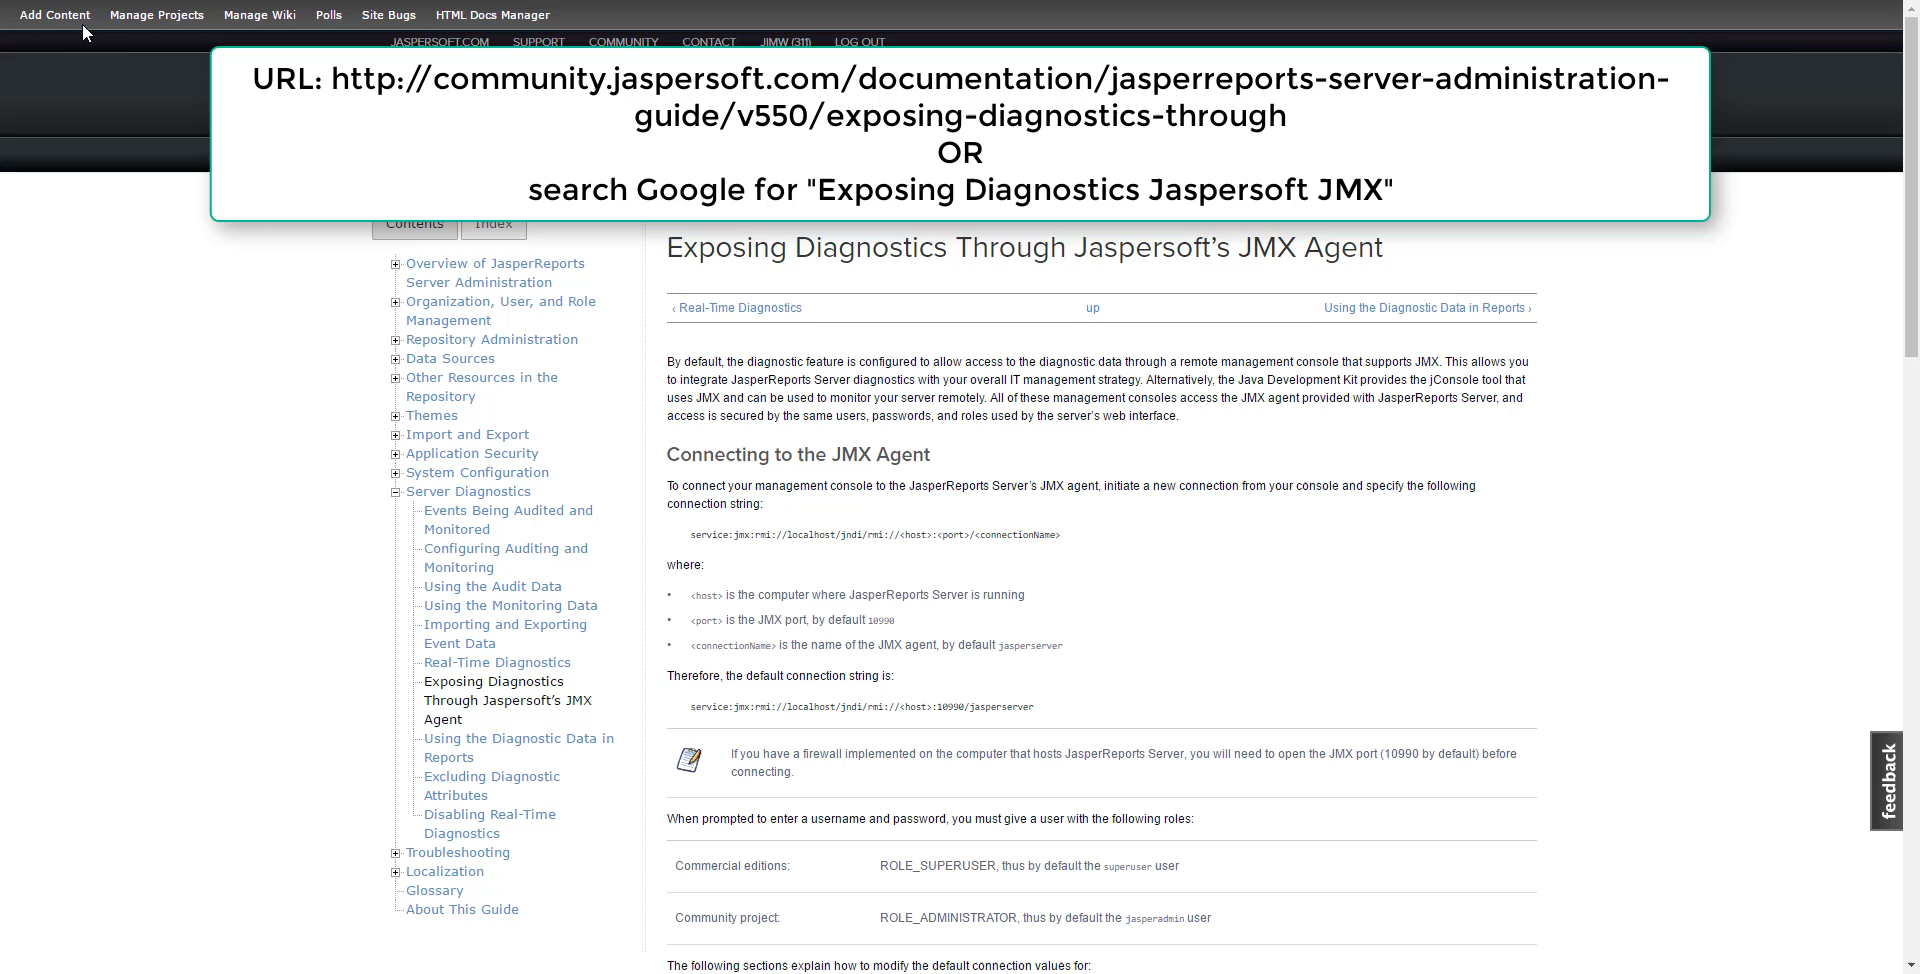 Add Content Manage Projects Manage Wiki Polls Site Bugs HTML Docs Manager
JASPERSOFT.COM SUPPORT COMMUNITY CONTACT JIMW (311) LOG OUT
URL: http://community.jaspersoft.com/documentation/jasperreports-server-administration-
guide/v550/exposing-diagnostics-through
OR
search Google for "Exposing Diagnostics Jaspersoft JMX"
Contents Index
Overview of JasperReports
Server Administration
Organization, User, and Role
Management
Repository Administration
Data Sources
Other Resources in the
Repository
Themes
Import and Export
Application Security
System Configuration
Server Diagnostics
Events Being Audited and
Monitored
Configuring Auditing and
Monitoring
Using the Audit Data
Using the Monitoring Data
Importing and Exporting
Event Data
Real-Time Diagnostics
Exposing Diagnostics
Through Jaspersoft’s JMX
Agent
Using the Diagnostic Data in
Reports
Excluding Diagnostic
Attributes
Disabling Real-Time
Diagnostics
Troubleshooting
Localization
Glossary
About This Guide
Exposing Diagnostics Through Jaspersoft’s JMX Agent
‹ Real-Time Diagnostics up Using the Diagnostic Data in Reports ›
By default, the diagnostic feature is configured to allow access to the diagnostic data through a remote management console that supports JMX. This allows you
to integrate JasperReports Server diagnostics with your overall IT management strategy. Alternatively, the Java Development Kit provides the jConsole tool that
uses JMX and can be used to monitor your server remotely. All of these management consoles access the JMX agent provided with JasperReports Server, and
access is secured by the same users, passwords, and roles used by the server’s web interface.
Connecting to the JMX Agent
To connect your management console to the JasperReports Server’s JMX agent, initiate a new connection from your console and specify the following
connection string:
service:jmx:rmi://localhost/jndi/rmi://<host>:<port>/<connectionName>
where:
• <host> is the computer where JasperReports Server is running
• <port> is the JMX port, by default 10990
• <connectionName> is the name of the JMX agent, by default jasperserver
Therefore, the default connection string is:
service:jmx:rmi://localhost/jndi/rmi://<host>:10990/jasperserver
If you have a firewall implemented on the computer that hosts JasperReports Server, you will need to open the JMX port (10990 by default) before
connecting.
When prompted to enter a username and password, you must give a user with the following roles:
Commercial editions: ROLE_SUPERUSER, thus by default the superuser user
Community project: ROLE_ADMINISTRATOR, thus by default the jasperadmin user
The following sections explain how to modify the default connection values for:
feedback